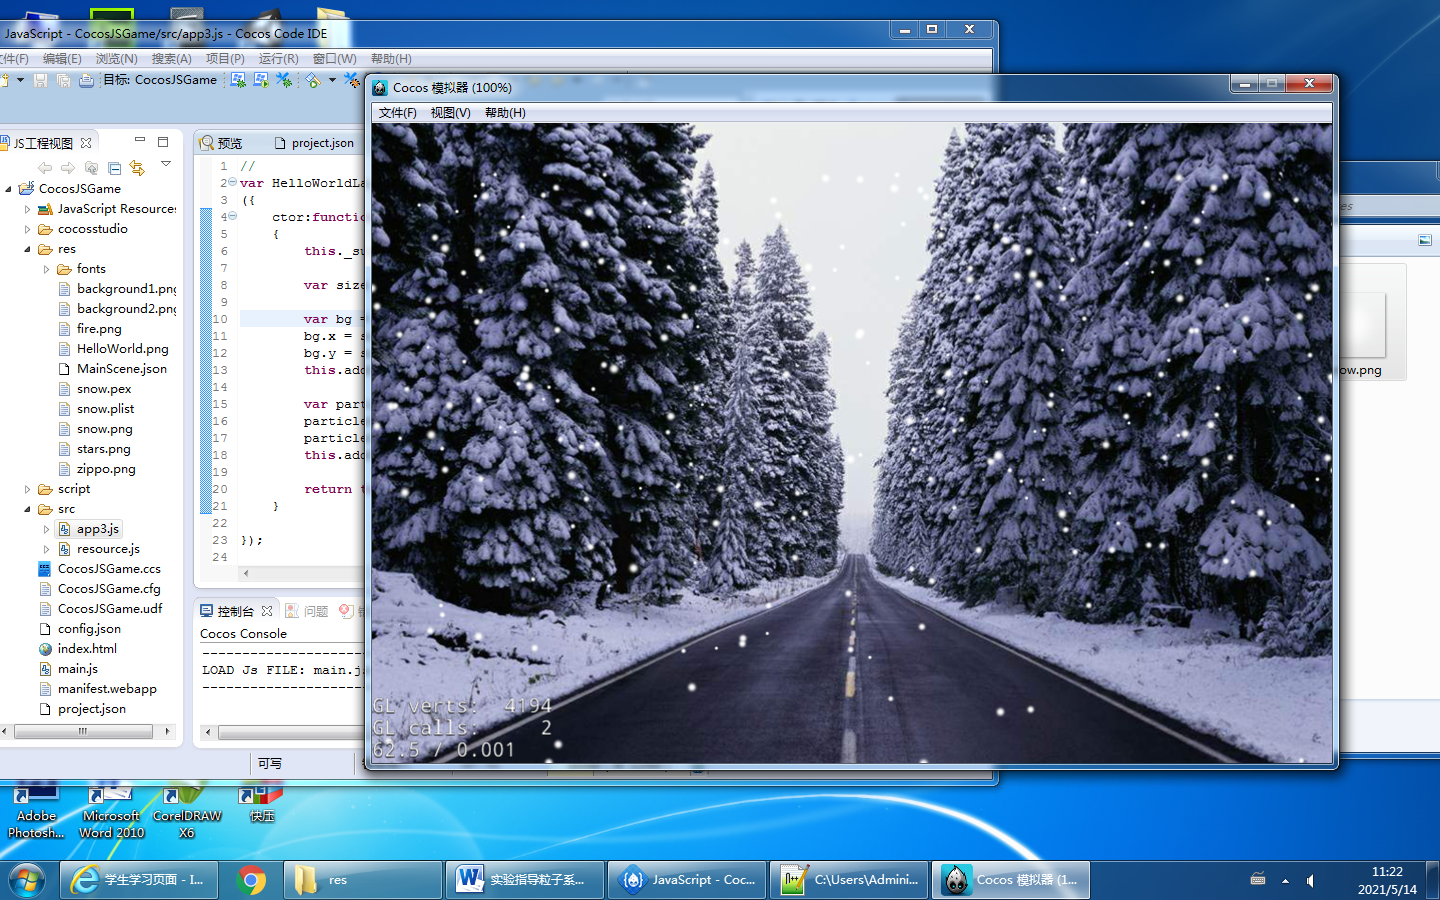 JavaScript - CocosJSGame/src/app3.js - Cocos Code IDE
件(F) 编辑(E) 浏览(N) 搜索(A) 项目(P) 运行(R) 窗口(W) 帮助(H)
目标: CocosJSGame
Cocos 模拟器 (100%)
文件(F) 视图(V) 帮助(H)
JS工程视图
CocosJSGame
JavaScript Resources
cocosstudio
res
fonts
background1.png
background2.png
fire.png
HelloWorld.png
MainScene.json
snow.pex
snow.plist
snow.png
stars.png
zippo.png
script
src
app3.js
resource.js
CocosJSGame.ccs
CocosJSGame.cfg
CocosJSGame.udf
config.json
index.html
main.js
manifest.webapp
project.json
预览 project.json
1 //
2 var HelloWorldLa
3 ({
4 ctor:functio
5 {
6 this._su
7
8 var size
9
10 var bg =
11 bg.x = s
12 bg.y = s
13 this.add
14
15 var part
16 particle
17 particle
18 this.add
19
20 return t
21 }
22
23 });
24
控制台 问题
Cocos Console
LOAD Js FILE: main.j
可写
GL verts: 4194
GL calls: 2
62.5 / 0.001
es
ow.png
Adobe Photosh...
Microsoft Word 2010
CorelDRAW X6
快压
学生学习页面 - I...
res
实验指导粒子系...
JavaScript - Coc...
C:\Users\Admini...
Cocos 模拟器 (1...
11:22
2021/5/14